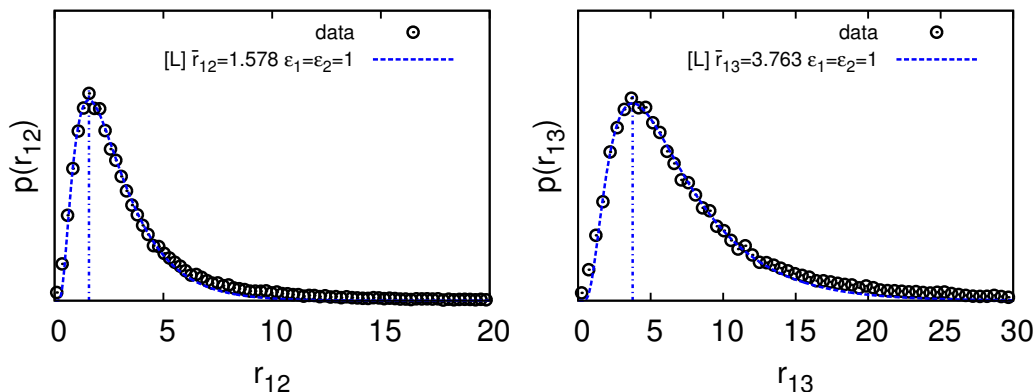 data
[L] r̄₁₂=1.578 ε₁=ε₂=1
p(r₁₂)
0 5 10 15 20
r₁₂
data
[L] r̄₁₃=3.763 ε₁=ε₂=1
p(r₁₃)
0 5 10 15 20 25 30
r₁₃